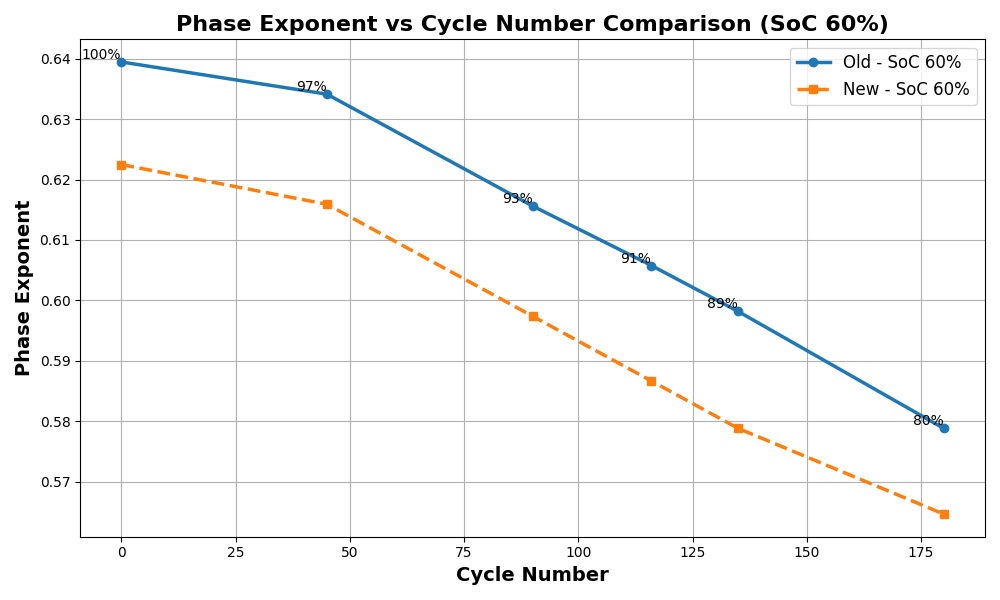 Phase Exponent vs Cycle Number Comparison (SoC 60%)
Phase Exponent
0.64
0.63
0.62
0.61
0.60
0.59
0.58
0.57
100%
97%
93%
91%
89%
80%
Old - SoC 60%
New - SoC 60%
0 25 50 75 100 125 150 175
Cycle Number